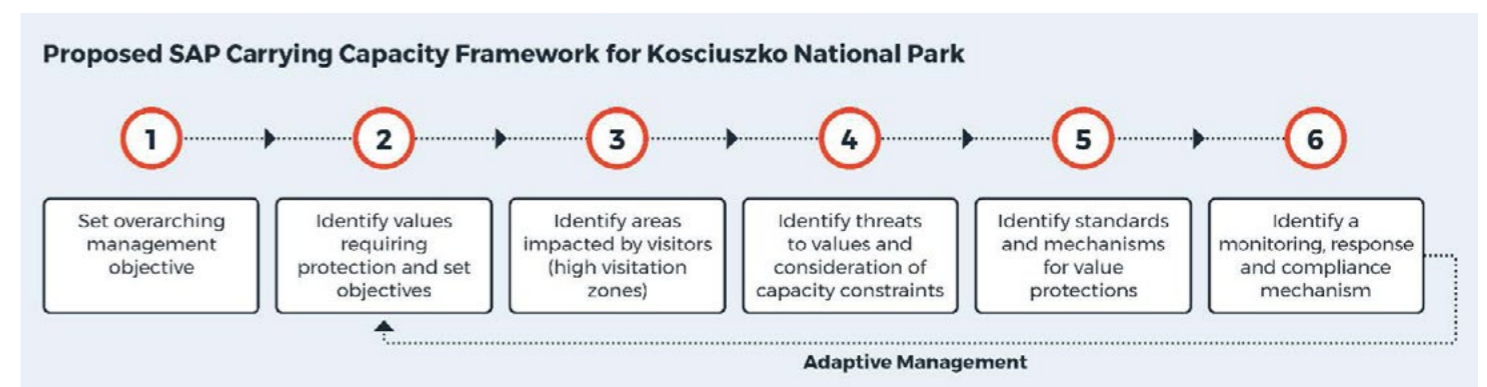 Proposed SAP Carrying Capacity Framework for Kosciuszko National Park
1
2
3
4
5
6
Set overarching
management
objective
Identify values
requiring
protection and set
objectives
Identify areas
impacted by visitors
(high visitation
zones)
Identify threats
to values and
consideration of
capacity constraints
Identify standards
and mechanisms
for value
protections
Identify a
monitoring, response
and compliance
mechanism
Adaptive Management